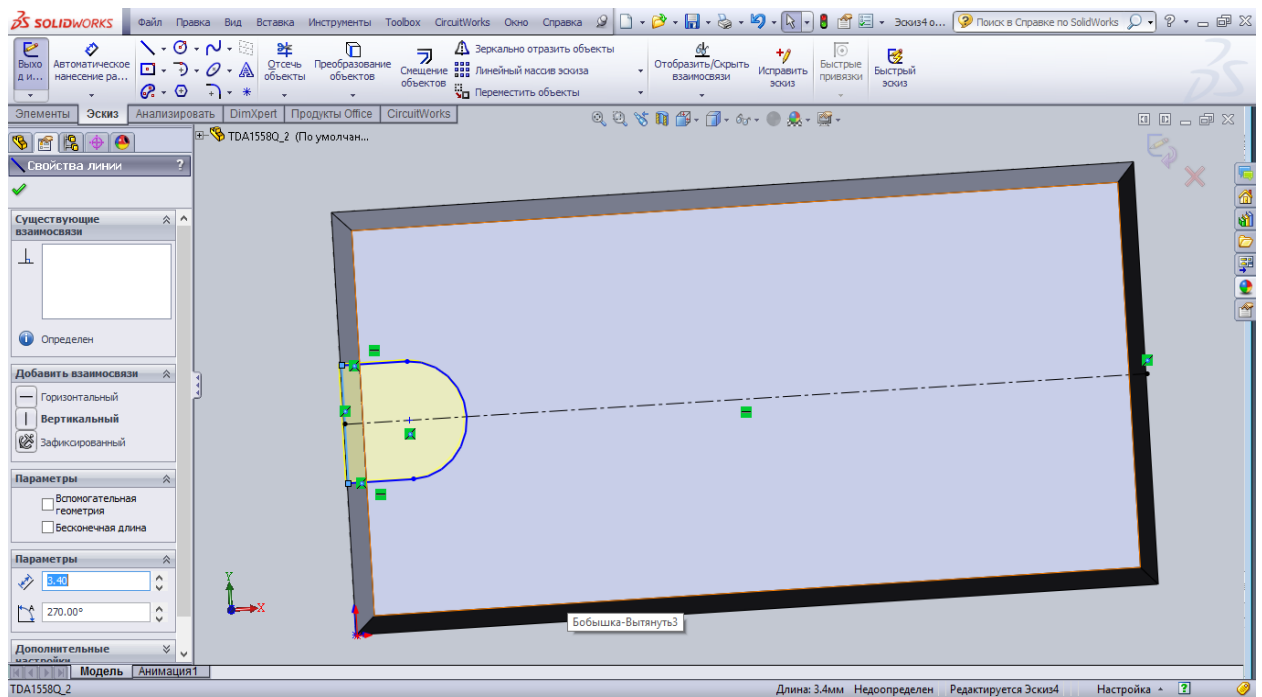 SOLIDWORKS Файл Правка Вид Вставка Инструменты Toolbox CircuitWorks Окно Справка Эскиз4 о... Поиск в Справке по SolidWorks
Выхо
д и...
Автоматическое
нанесение ра...
Отсечь
объекты
Преобразование
объектов
Смещение
объектов
Зеркально отразить объекты
Линейный массив эскиза
Переместить объекты
Отобразить/Скрыть
взаимосвязи
Исправить
эскиз
Быстрые
привязки
Быстрый
эскиз
Элементы Эскиз Анализировать DimXpert Продукты Office CircuitWorks
TDA1558Q_2 (По умолчан...
Свойства линии ?
Существующие
взаимосвязи
Определен
Добавить взаимосвязи
Горизонтальный
Вертикальный
Зафиксированный
Параметры
Вспомогательная
геометрия
Бесконечная длина
Параметры
3.40
270.00°
Дополнительные
настройки
Y
X
Бобышка-Вытянуть3
Модель Анимация1
TDA1558Q_2 Длина: 3.4мм Недоопределен Редактируется Эскиз4 Настройка